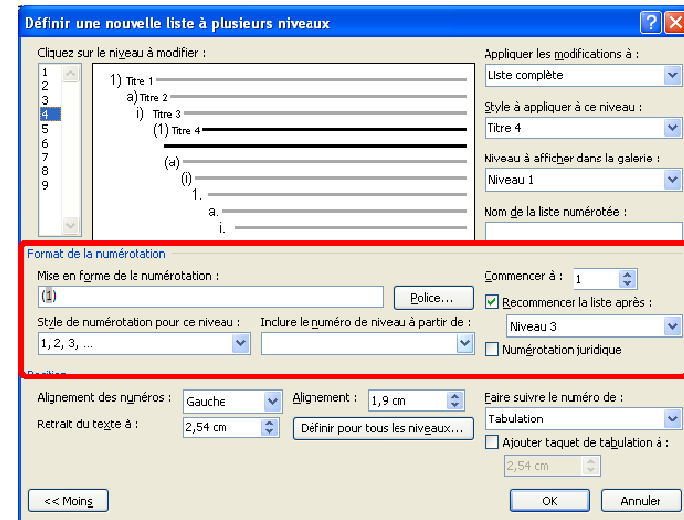 Définir une nouvelle liste à plusieurs niveaux
Cliquez sur le niveau à modifier :
1
2
3
4
5
6
7
8
9
1) Titre 1
a) Titre 2
i) Titre 3
(1) Titre 4
(a)
(i)
1.
a.
i.
Appliquer les modifications à :
Liste complète
Style à appliquer à ce niveau :
Titre 4
Niveau à afficher dans la galerie :
Niveau 1
Nom de la liste numérotée :
Format de la numérotation
Mise en forme de la numérotation :
(1)
Police...
Style de numérotation pour ce niveau :
1, 2, 3, ...
Inclure le numéro de niveau à partir de :
Commencer à : 1
Recommencer la liste après :
Niveau 3
Numérotation juridique
Position
Alignement des numéros : Gauche
Alignement : 1,9 cm
Retrait du texte à : 2,54 cm
Définir pour tous les niveaux...
Faire suivre le numéro de :
Tabulation
Ajouter taquet de tabulation à :
2,54 cm
<< Moins
OK
Annuler